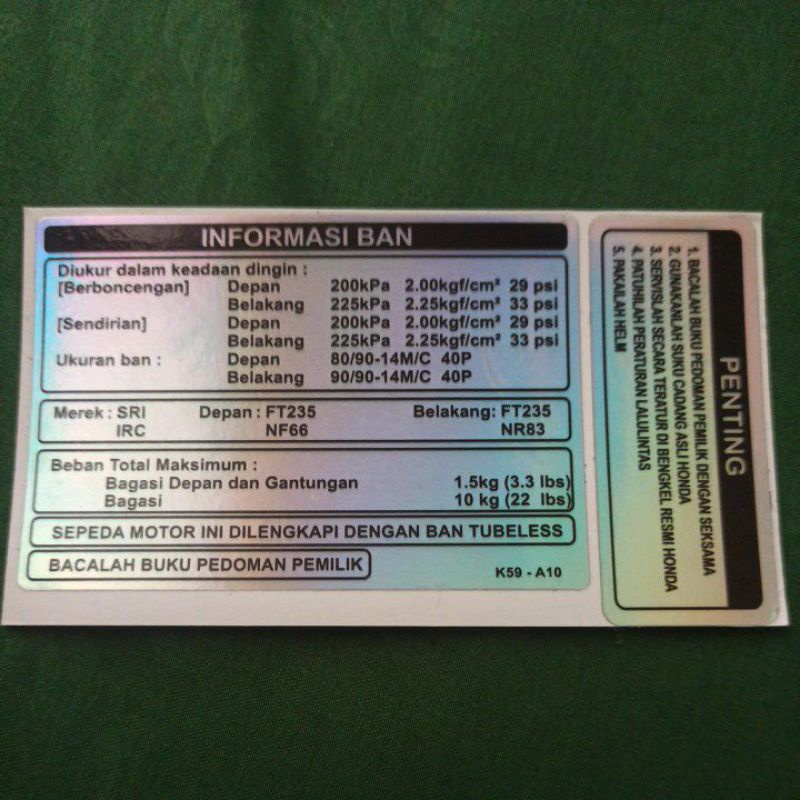 INFORMASI BAN
Diukur dalam keadaan dingin :
[Berboncengan] Depan 200kPa 2.00kgf/cm² 29 psi
Belakang 225kPa 2.25kgf/cm² 33 psi
[Sendirian] Depan 200kPa 2.00kgf/cm² 29 psi
Belakang 225kPa 2.25kgf/cm² 33 psi
Ukuran ban : Depan 80/90-14M/C 40P
Belakang 90/90-14M/C 40P
Merek : SRI Depan : FT235 Belakang: FT235
IRC NF66 NR83
Beban Total Maksimum :
Bagasi Depan dan Gantungan 1.5kg (3.3 lbs)
Bagasi 10 kg (22 lbs)
SEPEDA MOTOR INI DILENGKAPI DENGAN BAN TUBELESS
BACALAH BUKU PEDOMAN PEMILIK
K59 - A10
PENTING
1. BACALAH BUKU PEDOMAN PEMILIK DENGAN SEKSAMA
2. GUNAKANLAH SUKU CADANG ASLI HONDA
3. SERVISLAH SECARA TERATUR DI BENGKEL RESMI HONDA
4. PATUHILAH PERATURAN LALULINTAS
5. PAKAILAH HELM